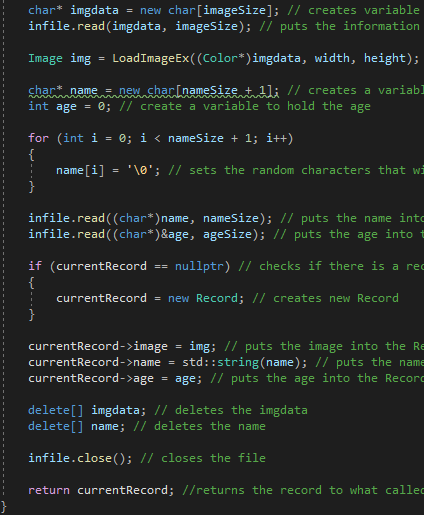 char* imgdata = new char[imageSize]; // creates variable
infile.read(imgdata, imageSize); // puts the information
Image img = LoadImageEx((Color*)imgdata, width, height);
char* name = new char[nameSize + 1]; // creates a variabl
int age = 0; // create a variable to hold the age
for (int i = 0; i < nameSize + 1; i++)
{
name[i] = '\0'; // sets the random characters that wi
}
infile.read((char*)name, nameSize); // puts the name into
infile.read((char*)&age, ageSize); // puts the age into t
if (currentRecord == nullptr) // checks if there is a rec
{
currentRecord = new Record; // creates new Record
}
currentRecord->image = img; // puts the image into the Re
currentRecord->name = std::string(name); // puts the name
currentRecord->age = age; // puts the age into the Record
delete[] imgdata; // deletes the imgdata
delete[] name; // deletes the name
infile.close(); // closes the file
return currentRecord; //returns the record to what called
}